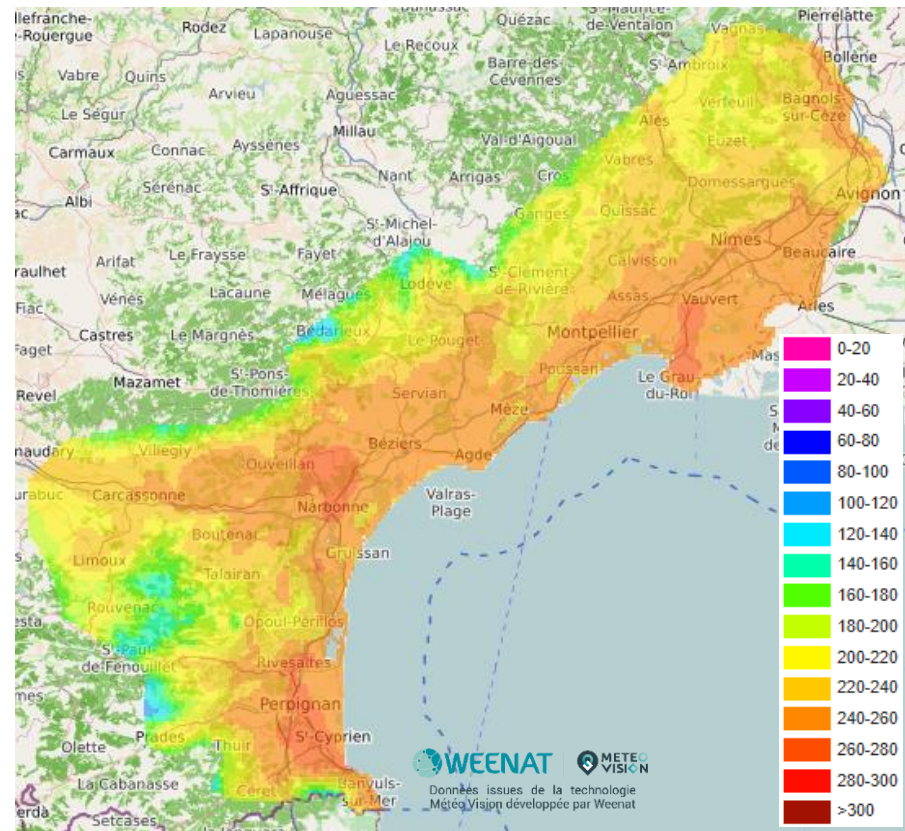 llefranche-
-Rouergue
Rodez
Lapanouse
Quézac
de-Ventalon
Pierrelatte
Le Recoux
Vagnas
Bollène
Vabre
Quins
Barre-des-
Cévennes
Sᵗ-Ambroix
Arvieu
Aguessac
Verfeuil
Bagnols-
sur-Cèze
Le Ségur
Millau
Alès
Carmaux
Connac
Ayssènes
Val-d'Aigoual
Euzet
Vabres
Nant
Arrigas
Cros
Domessargues
Sérénac
Sᵗ-Affrique
Albi
Avignon
Ganges
Quissac
Sᵗ-Michel-
d'Alajou
Nîmes
Arifat
Le Fraysse
Fayet
Beaucaire
raulhet
Calvisson
Sᵗ-Clément-
de-Rivière
Lodève
Lacaune
Mélagues
Assas
Vauvert
Vénès
Fiac
Arles
Bédarieux
Montpellier
Castres
Le Margnès
Le Pouget
Faget
Poussan
Mazamet
Sᵗ-Pons-
de-Thomières
Le Grau-
du-Roi
Revel
Servian
Mèze
Béziers
Villegly
Agde
naudary
Ouveillan
Valras-
Plage
Carcassonne
Narbonne
Boutenac
Gruissan
Limoux
Talairan
Rouvenac
Opoul-Périllos
Sᵗ-Paul-
de-Fenouillet
Rivesaltes
Perpignan
Prades
Sᵗ-Cyprien
Olette
Thuir
La Cabanasse
Céret
Banyuls-
sur-Mer
Setcases
WEENAT
METEO
VISION
Données issues de la technologie
Météo Vision développée par Weenat
0-20
20-40
40-60
60-80
80-100
100-120
120-140
140-160
160-180
180-200
200-220
220-240
240-260
260-280
280-300
>300